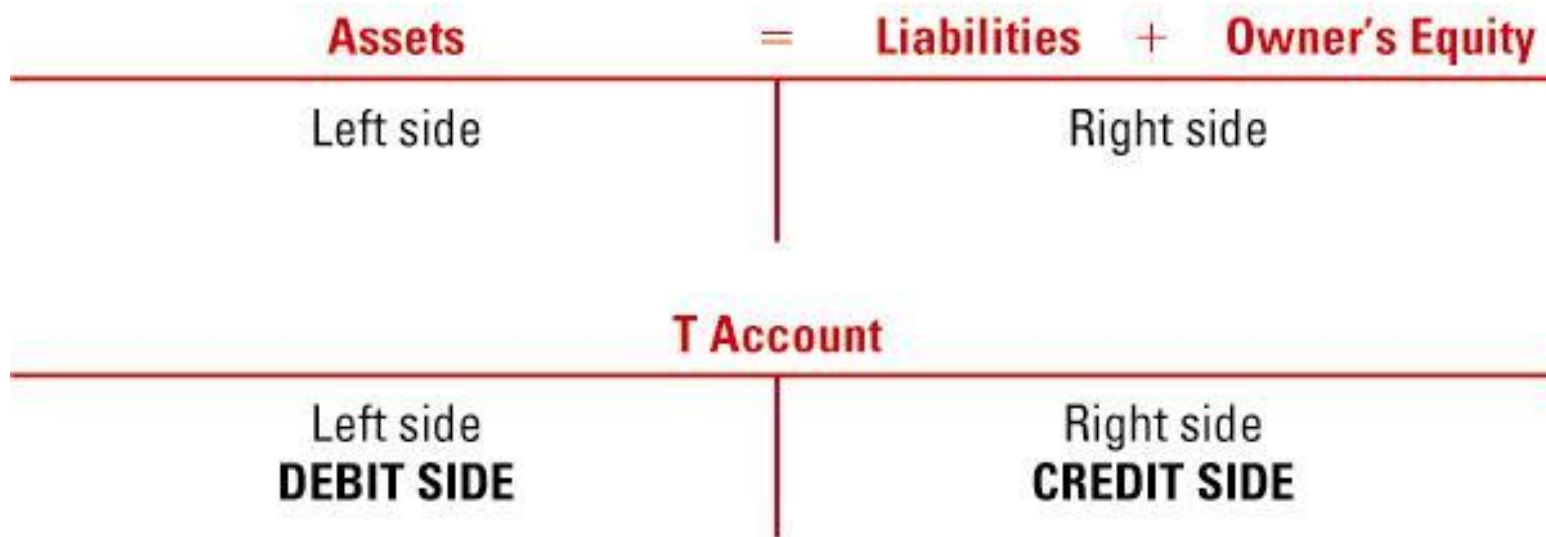 Assets = Liabilities + Owner's Equity
Left side Right side
T Account
Left side Right side
DEBIT SIDE CREDIT SIDE